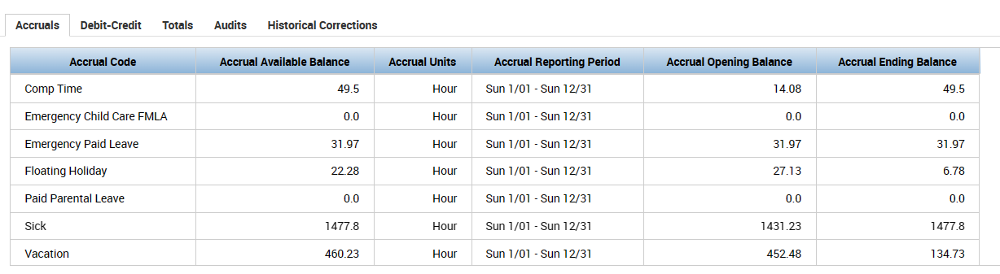 Accruals Debit-Credit Totals Audits Historical Corrections
Accrual Code Accrual Available Balance Accrual Units Accrual Reporting Period Accrual Opening Balance Accrual Ending Balance
Comp Time 49.5 Hour Sun 1/01 - Sun 12/31 14.08 49.5
Emergency Child Care FMLA 0.0 Hour Sun 1/01 - Sun 12/31 0.0 0.0
Emergency Paid Leave 31.97 Hour Sun 1/01 - Sun 12/31 31.97 31.97
Floating Holiday 22.28 Hour Sun 1/01 - Sun 12/31 27.13 6.78
Paid Parental Leave 0.0 Hour Sun 1/01 - Sun 12/31 0.0 0.0
Sick 1477.8 Hour Sun 1/01 - Sun 12/31 1431.23 1477.8
Vacation 460.23 Hour Sun 1/01 - Sun 12/31 452.48 134.73